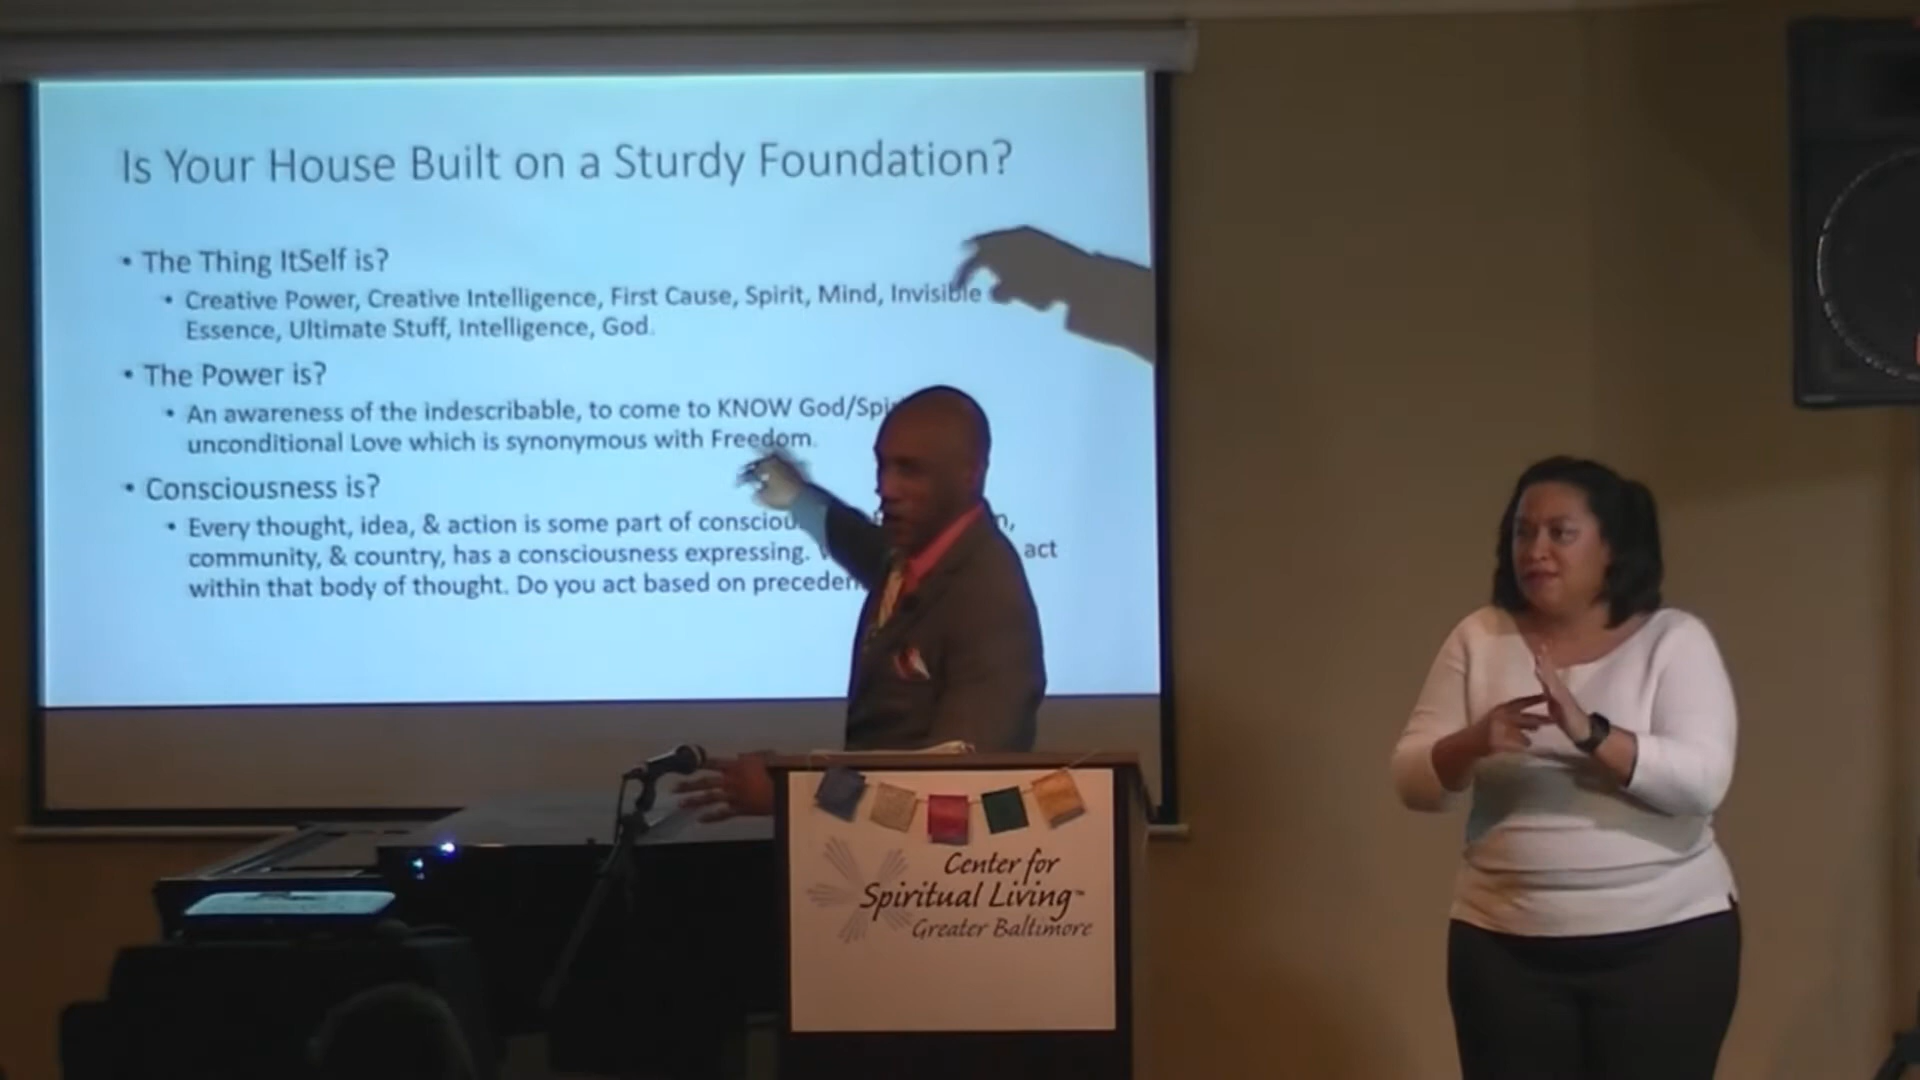 Is Your House Built on a Sturdy Foundation?
• The Thing ItSelf is?
• Creative Power, Creative Intelligence, First Cause, Spirit, Mind, Invisible
Essence, Ultimate Stuff, Intelligence, God.
• The Power is?
• An awareness of the indescribable, to come to KNOW God/
unconditional Love which is synonymous with Freedom.
• Consciousness is?
• Every thought, idea, & action is some part of
community, & country, has a consciousness expressing. act
within that body of thought. Do you act based on
Center for
Spiritual Living™
Greater Baltimore